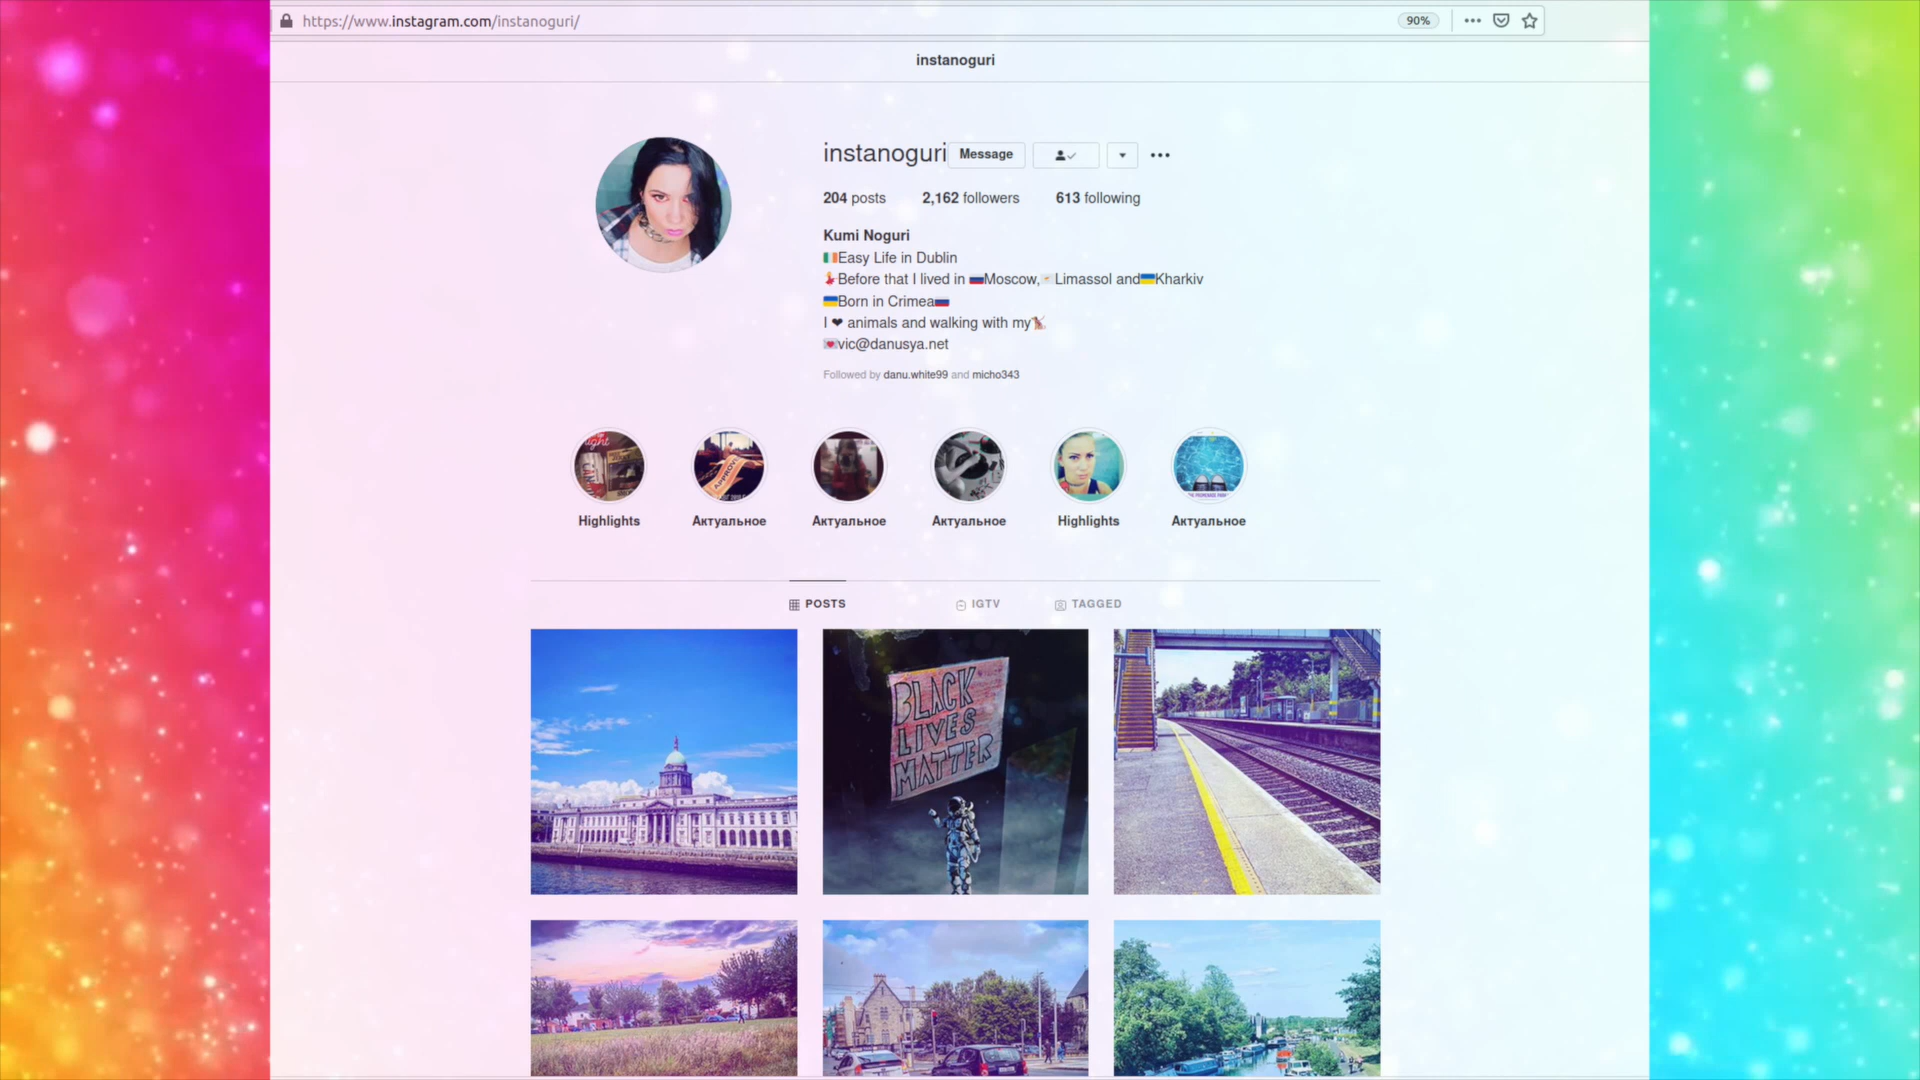 https://www.instagram.com/instanoguri/ 90%
instanoguri
instanoguri Message
204 posts 2,162 followers 613 following
Kumi Noguri
🇮🇪Easy Life in Dublin
💃Before that I lived in 🇷🇺Moscow,🇨🇾Limassol and🇺🇦Kharkiv
🇺🇦Born in Crimea🇷🇺
I ❤ animals and walking with my🐕
💌vic@danusya.net
Followed by danu.white99 and micho343
Highlights Актуальное Актуальное Актуальное Highlights Актуальное
POSTS IGTV TAGGED
BLACK
LIVES
MATTER